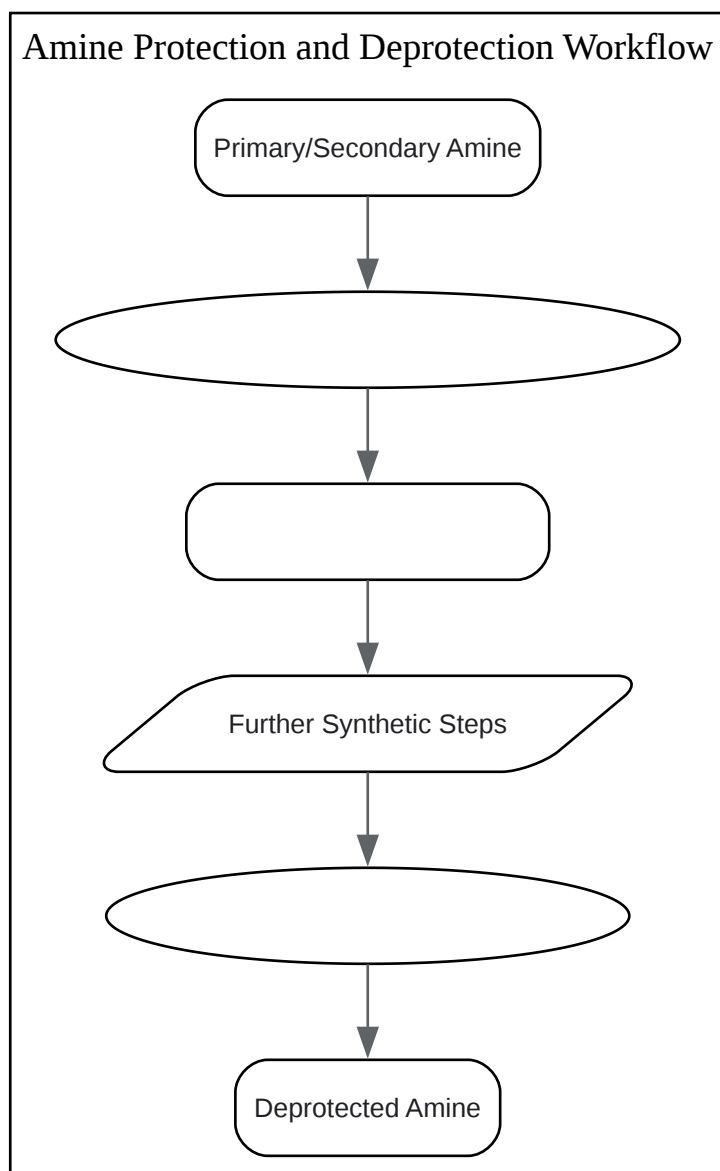 Amine Protection and Deprotection Workflow
Primary/Secondary Amine
Further Synthetic Steps
Deprotected Amine